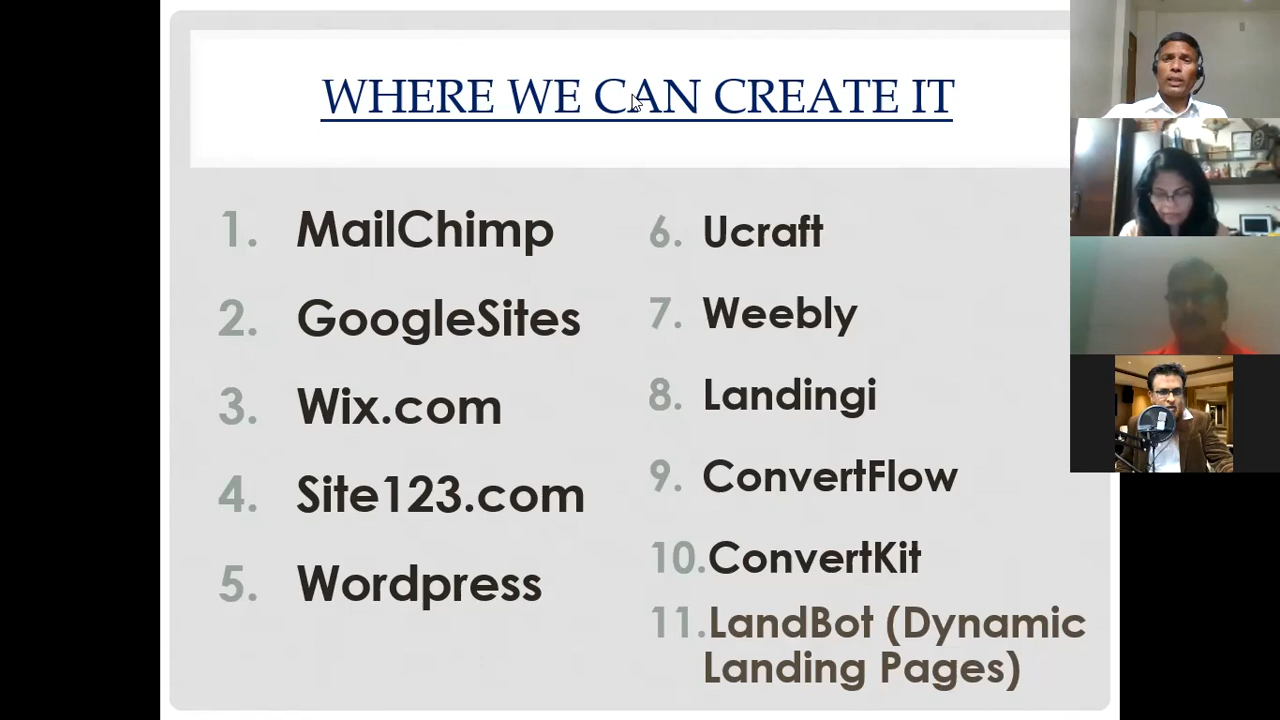 WHERE WE CAN CREATE IT
1. MailChimp
2. GoogleSites
3. Wix.com
4. Site123.com
5. Wordpress
6. Ucraft
7. Weebly
8. Landingi
9. ConvertFlow
10.ConvertKit
11.LandBot (Dynamic
Landing Pages)